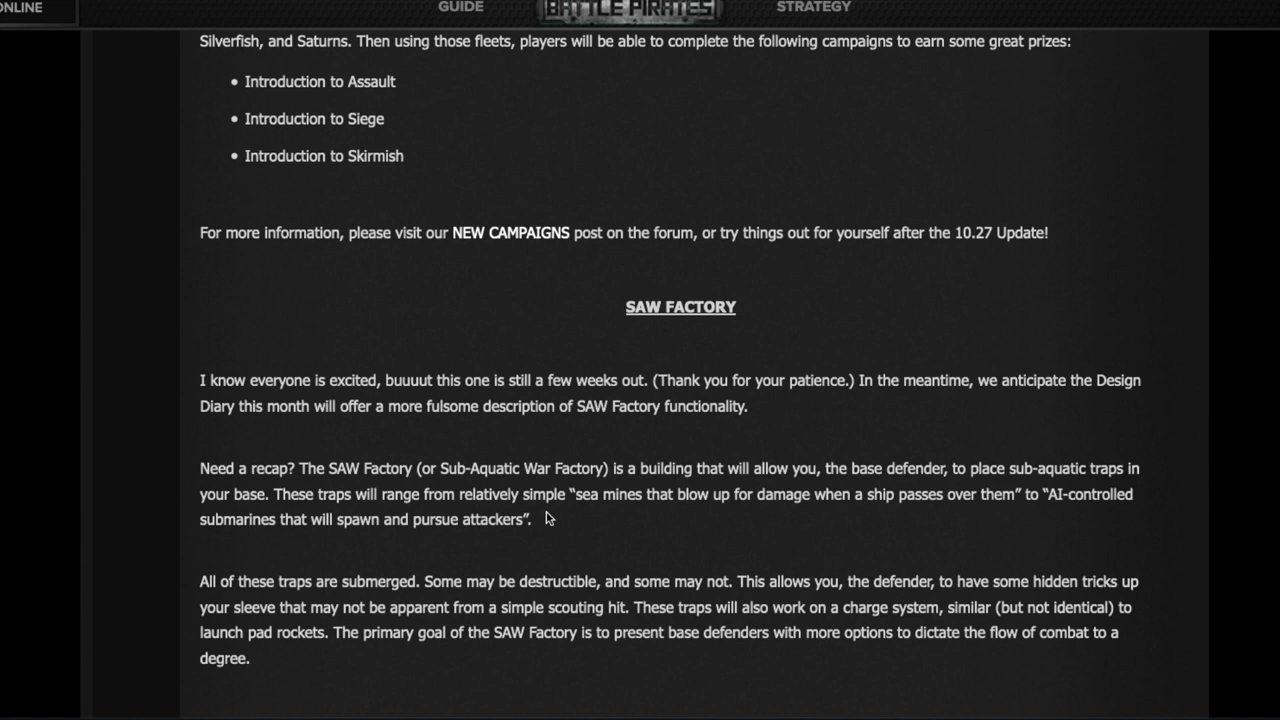 ONLINE
GUIDE
BATTLE PIRATES
STRATEGY
Silverfish, and Saturns. Then using those fleets, players will be able to complete the following campaigns to earn some great prizes:
• Introduction to Assault
• Introduction to Siege
• Introduction to Skirmish
For more information, please visit our NEW CAMPAIGNS post on the forum, or try things out for yourself after the 10.27 Update!
SAW FACTORY
I know everyone is excited, buuuut this one is still a few weeks out. (Thank you for your patience.) In the meantime, we anticipate the Design
Diary this month will offer a more fulsome description of SAW Factory functionality.
Need a recap? The SAW Factory (or Sub-Aquatic War Factory) is a building that will allow you, the base defender, to place sub-aquatic traps in
your base. These traps will range from relatively simple “sea mines that blow up for damage when a ship passes over them” to “AI-controlled
submarines that will spawn and pursue attackers”.
All of these traps are submerged. Some may be destructible, and some may not. This allows you, the defender, to have some hidden tricks up
your sleeve that may not be apparent from a simple scouting hit. These traps will also work on a charge system, similar (but not identical) to
launch pad rockets. The primary goal of the SAW Factory is to present base defenders with more options to dictate the flow of combat to a
degree.